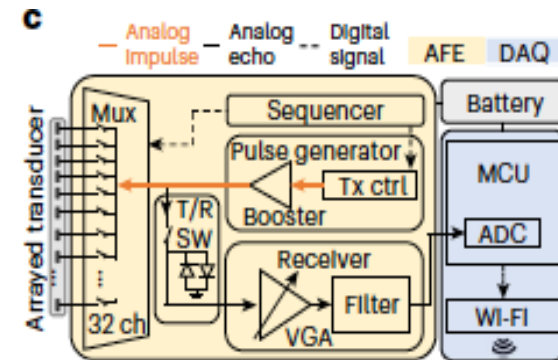 c
Analog impulse
Analog echo
Digital signal
AFE
DAQ
Mux
Sequencer
Battery
Pulse generator
Tx ctrl
Booster
MCU
ADC
T/R
SW
Receiver
VGA
Filter
WI-FI
Arrayed transducer
...
32 ch